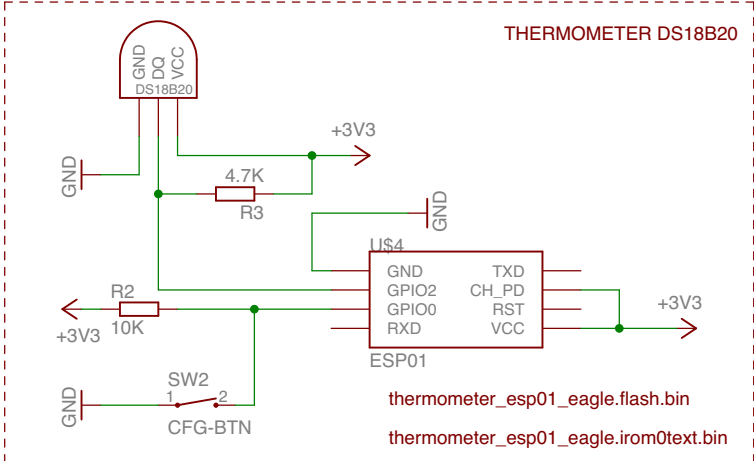 THERMOMETER DS18B20
GND
DQ
VCC
DS18B20
+3V3
GND
4.7K
R3
GND
U$4
GND TXD
GPIO2 CH_PD
GPIO0 RST
RXD VCC
ESP01
+3V3
R2
+3V3
10K
SW2
1 2
GND
CFG-BTN
thermometer_esp01_eagle.flash.bin
thermometer_esp01_eagle.irom0text.bin